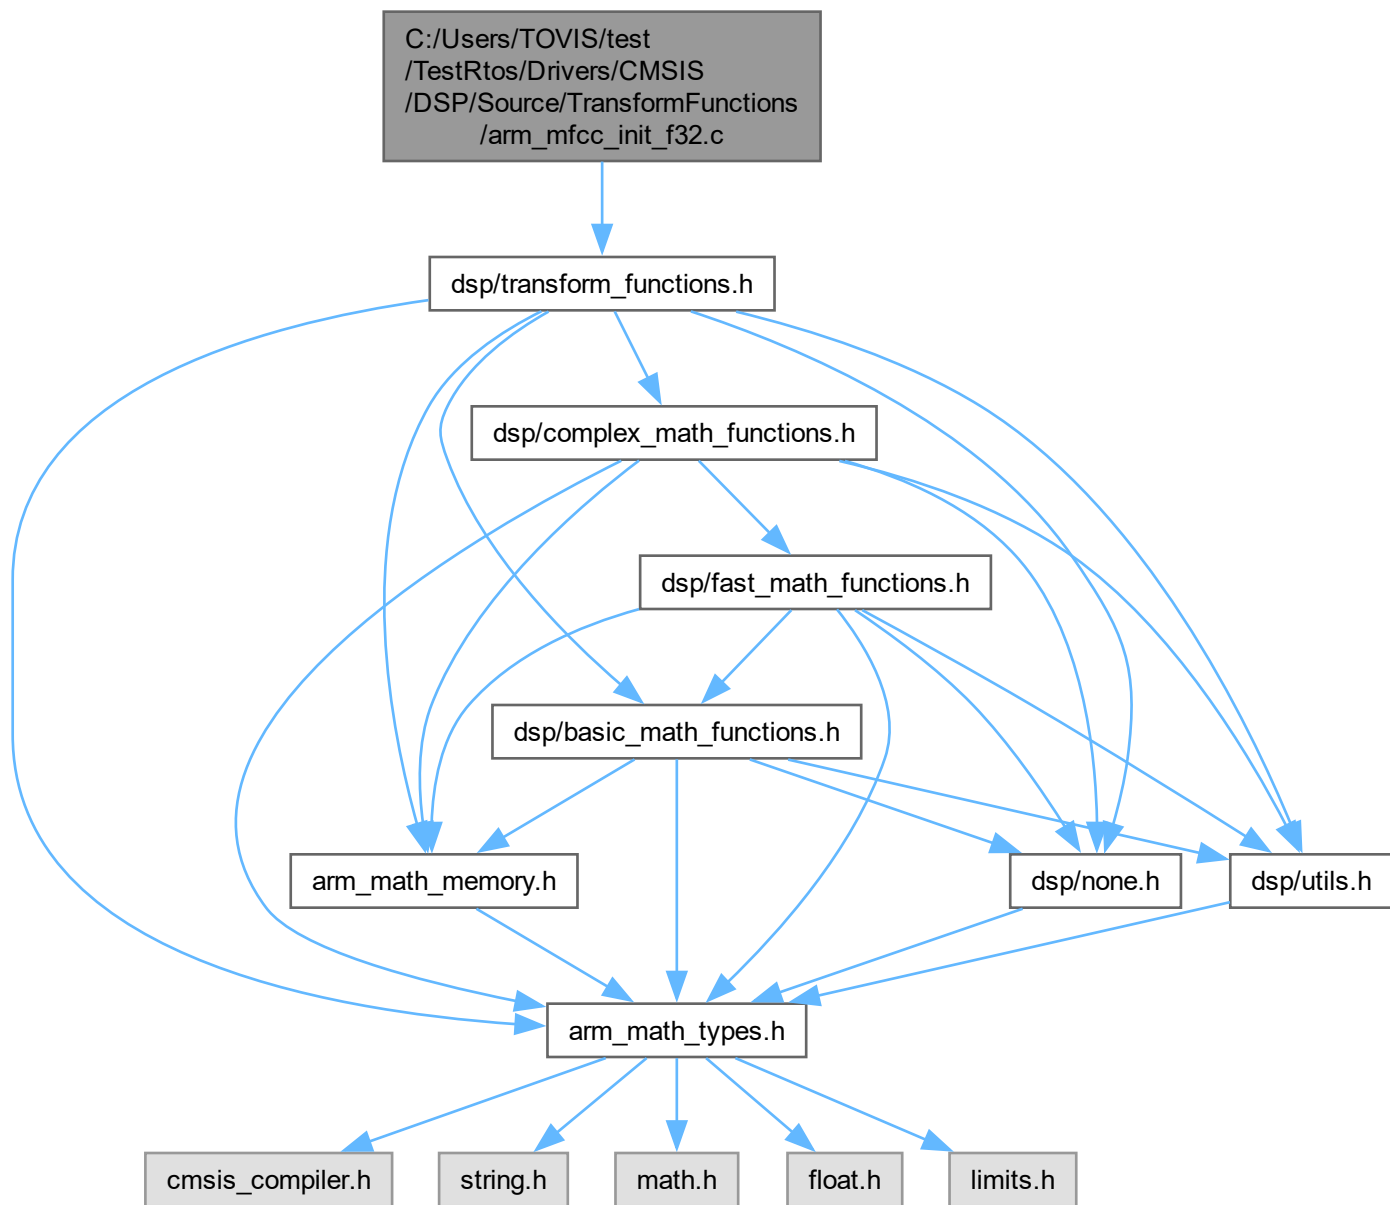 C:/Users/TOVIS/test
/TestRtos/Drivers/CMSIS
/DSP/Source/TransformFunctions
/arm_mfcc_init_f32.c
dsp/transform_functions.h
dsp/complex_math_functions.h
dsp/fast_math_functions.h
dsp/basic_math_functions.h
arm_math_memory.h
dsp/none.h
dsp/utils.h
arm_math_types.h
cmsis_compiler.h
string.h
math.h
float.h
limits.h